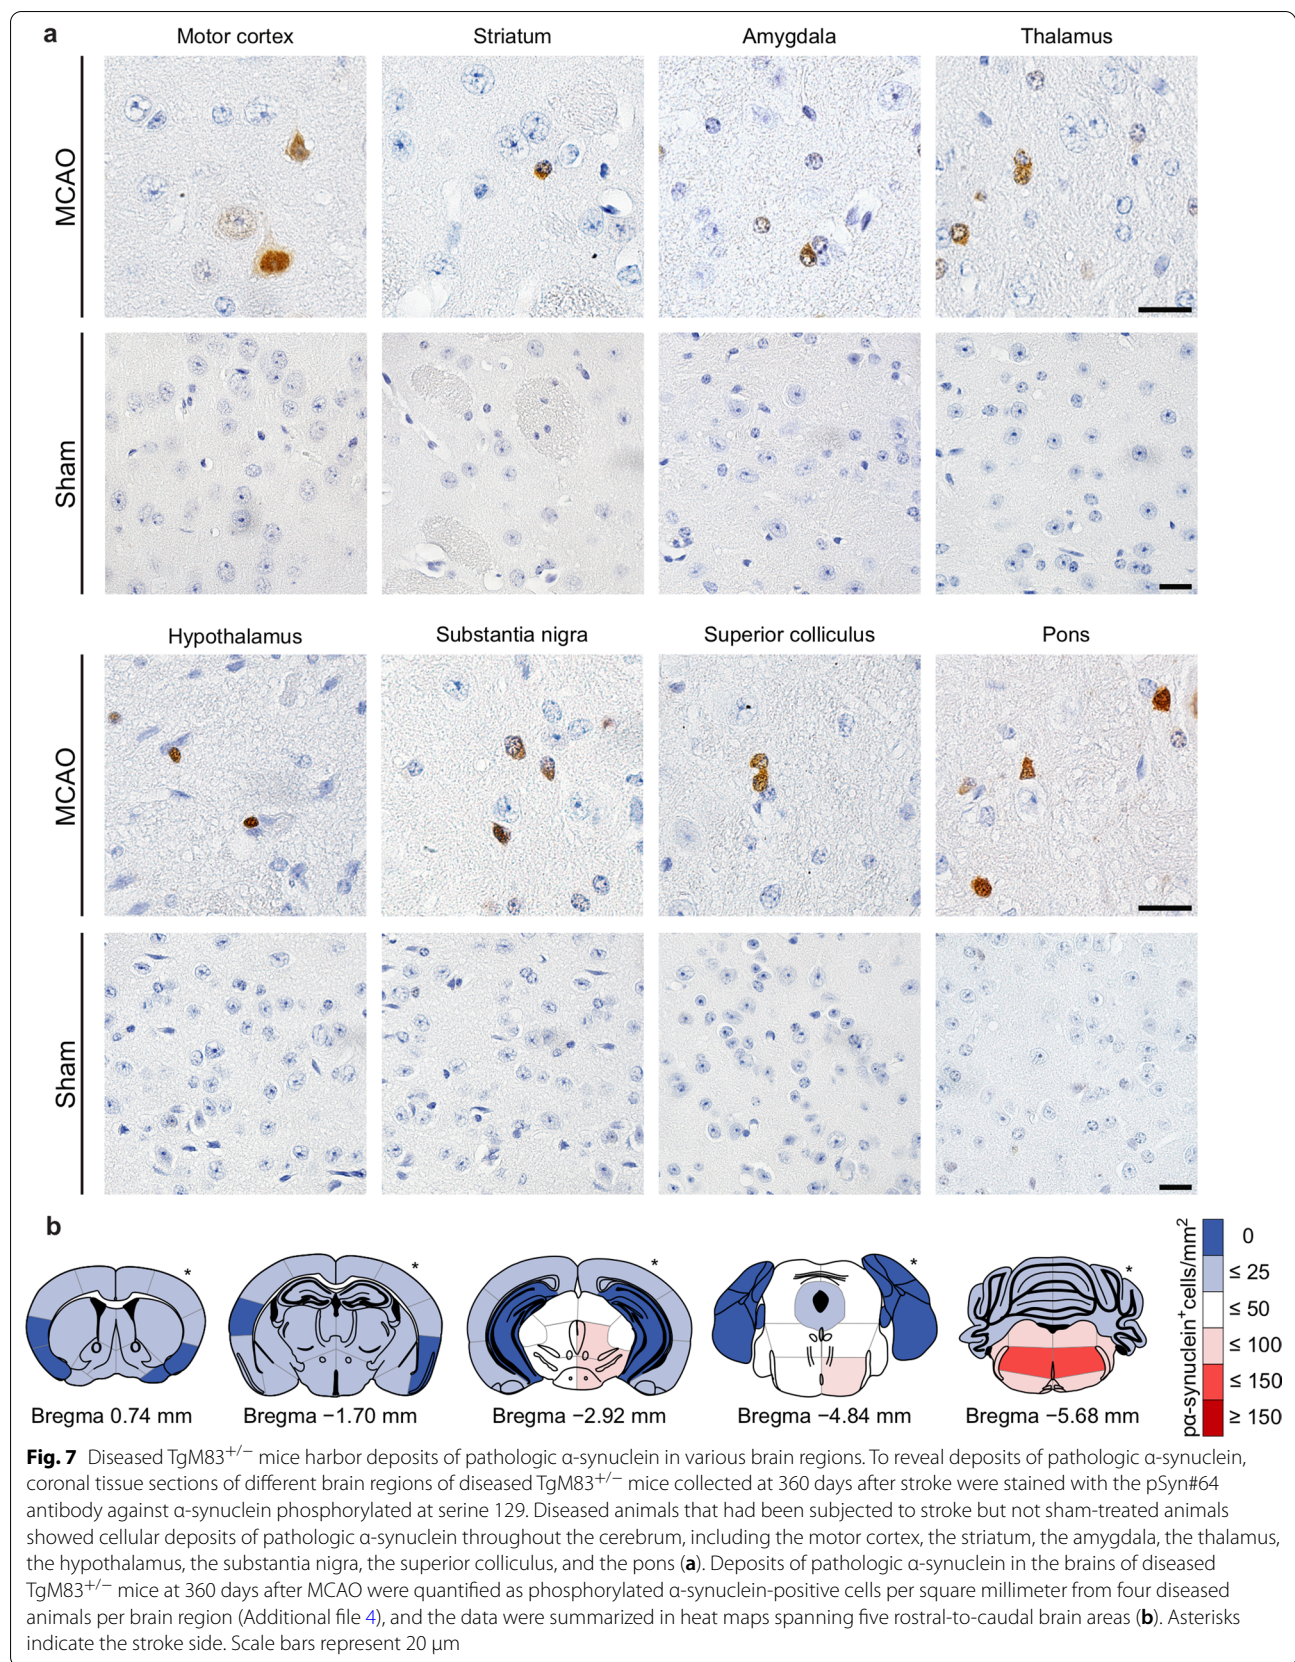 a
Motor cortex
Striatum
Amygdala
Thalamus
MCAO
Sham
Hypothalamus
Substantia nigra
Superior colliculus
Pons
MCAO
Sham
b
*
*
*
*
*
Bregma 0.74 mm
Bregma −1.70 mm
Bregma −2.92 mm
Bregma −4.84 mm
Bregma −5.68 mm
pα-synuclein⁺cells/mm²
0
≤ 25
≤ 50
≤ 100
≤ 150
≥ 150
Fig. 7 Diseased TgM83⁺/⁻ mice harbor deposits of pathologic α-synuclein in various brain regions. To reveal deposits of pathologic α-synuclein,
coronal tissue sections of different brain regions of diseased TgM83⁺/⁻ mice collected at 360 days after stroke were stained with the pSyn#64
antibody against α-synuclein phosphorylated at serine 129. Diseased animals that had been subjected to stroke but not sham-treated animals
showed cellular deposits of pathologic α-synuclein throughout the cerebrum, including the motor cortex, the striatum, the amygdala, the thalamus,
the hypothalamus, the substantia nigra, the superior colliculus, and the pons (a). Deposits of pathologic α-synuclein in the brains of diseased
TgM83⁺/⁻ mice at 360 days after MCAO were quantified as phosphorylated α-synuclein-positive cells per square millimeter from four diseased
animals per brain region (Additional file 4), and the data were summarized in heat maps spanning five rostral-to-caudal brain areas (b). Asterisks
indicate the stroke side. Scale bars represent 20 μm